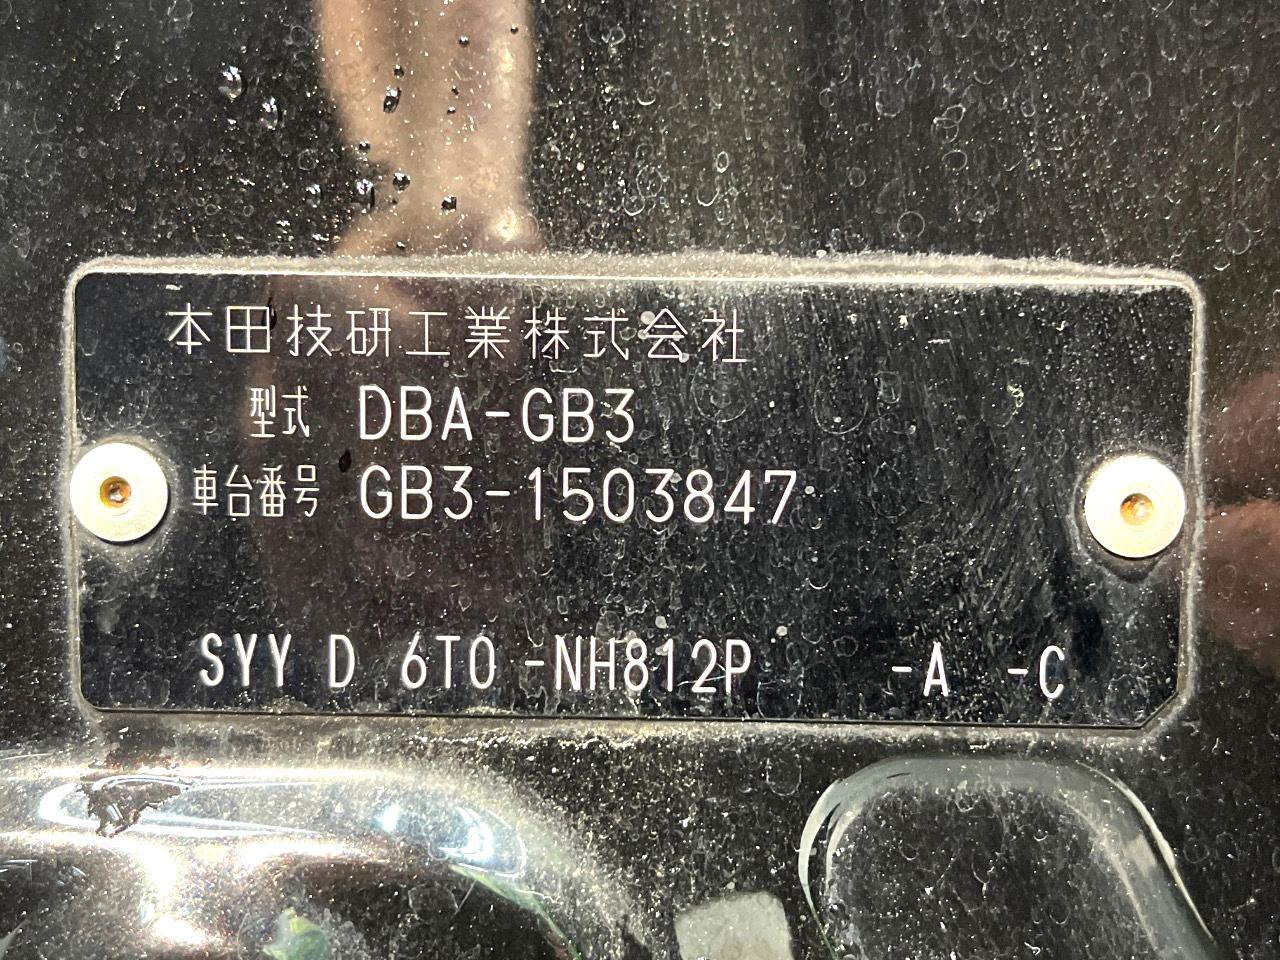 本田技研工業株式会社
型式 DBA-GB3
車台番号 GB3-1503847
SYY D 6T0 -NH812P -A -C